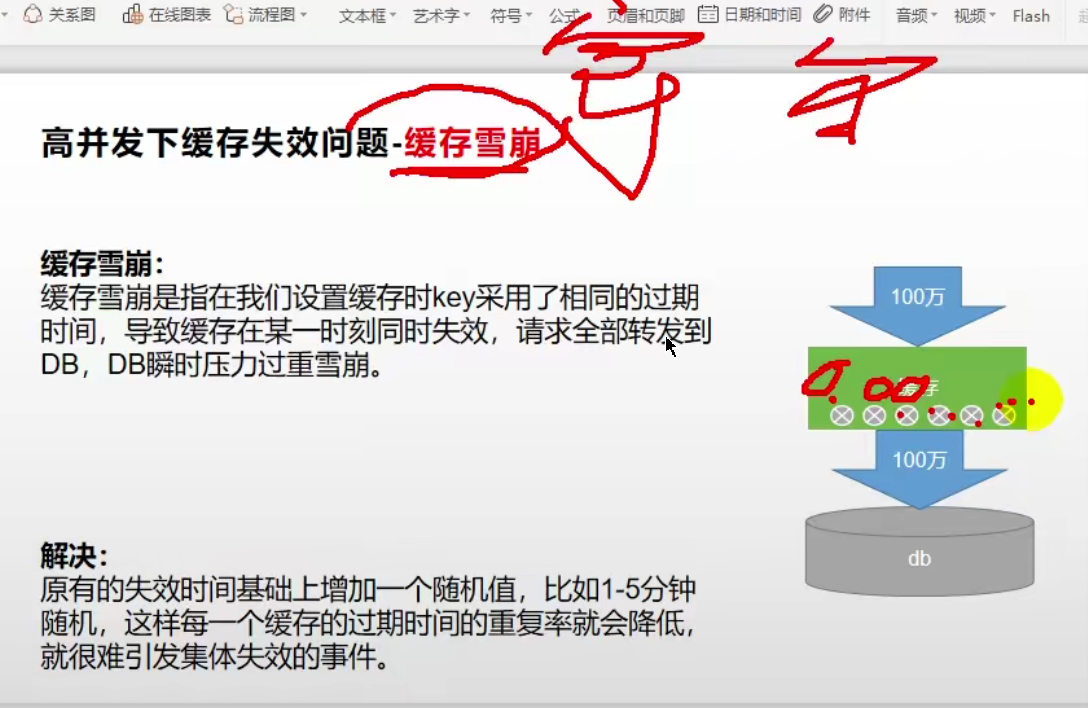 关系图 在线图表 流程图 文本框 艺术字 符号 公式 页眉和页脚 日期和时间 附件 音频 视频 Flash
高并发下缓存失效问题-缓存雪崩
缓存雪崩：
缓存雪崩是指在我们设置缓存时key采用了相同的过期
时间，导致缓存在某一时刻同时失效，请求全部转发到
DB，DB瞬时压力过重雪崩。
100万
缓存
100万
db
解决：
原有的失效时间基础上增加一个随机值，比如1-5分钟
随机，这样每一个缓存的过期时间的重复率就会降低，
就很难引发集体失效的事件。